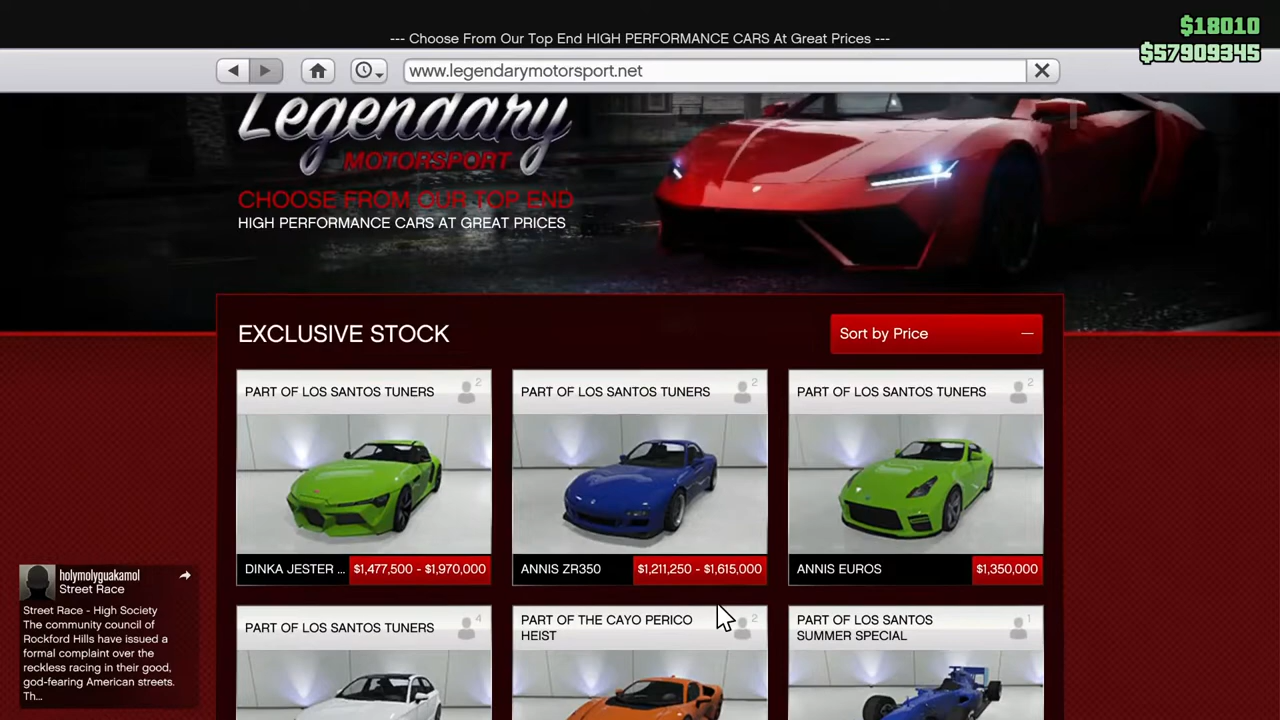 --- Choose From Our Top End HIGH PERFORMANCE CARS At Great Prices ---
$18010
$57909345
www.legendarymotorsport.net
Legendary
MOTORSPORT
CHOOSE FROM OUR TOP END
HIGH PERFORMANCE CARS AT GREAT PRICES
EXCLUSIVE STOCK
Sort by Price
PART OF LOS SANTOS TUNERS 2
PART OF LOS SANTOS TUNERS 2
PART OF LOS SANTOS TUNERS 2
DINKA JESTER ... $1,477,500 - $1,970,000
ANNIS ZR350 $1,211,250 - $1,615,000
ANNIS EUROS $1,350,000
PART OF LOS SANTOS TUNERS 4
PART OF THE CAYO PERICO
HEIST 2
PART OF LOS SANTOS
SUMMER SPECIAL 1
holymolyguakamol
Street Race
Street Race - High Society
The community council of
Rockford Hills have issued a
formal complaint over the
reckless racing in their good,
god-fearing American streets.
Th...